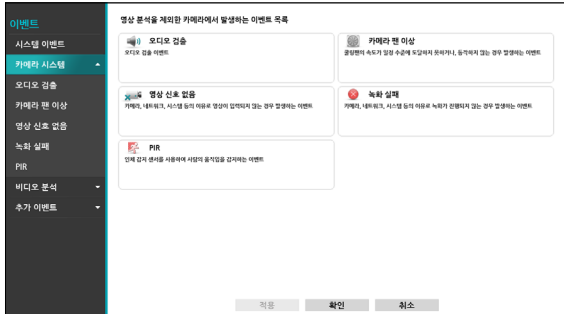 이벤트
시스템 이벤트
카메라 시스템
오디오 검출
카메라 팬 이상
영상 신호 없음
녹화 실패
PIR
비디오 분석
추가 이벤트
영상 분석을 제외한 카메라에서 발생하는 이벤트 목록
오디오 검출
오디오 검출 이벤트
카메라 팬 이상
쿨링팬의 속도가 일정 수준에 도달하지 못하거나, 동작하지 않는 경우 발생하는 이벤트
영상 신호 없음
카메라, 네트워크, 시스템 등의 이유로 영상이 입력되지 않는 경우 발생하는 이벤트
녹화 실패
카메라, 네트워크, 시스템 등의 이유로 녹화가 진행되지 않는 경우 발생하는 이벤트
PIR
인체 감지 센서를 사용하여 사람의 움직임을 감지하는 이벤트
적용
확인
취소